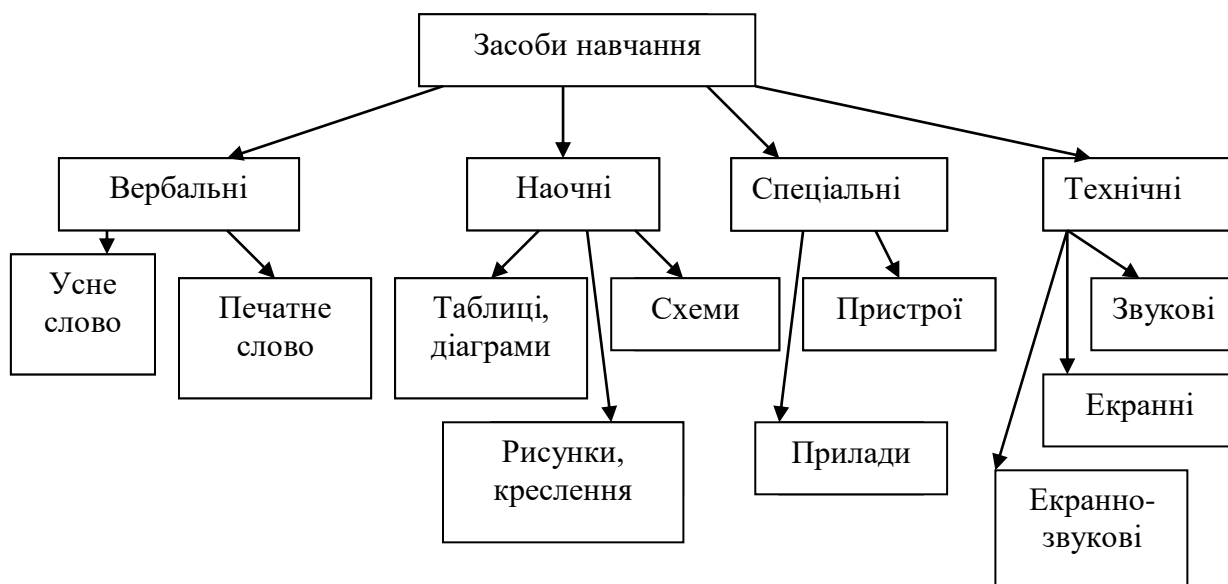 Засоби навчання
Вербальні
Наочні
Спеціальні
Технічні
Усне
слово
Печатне
слово
Таблиці,
діаграми
Схеми
Пристрої
Звукові
Екранні
Рисунки,
креслення
Прилади
Екранно-
звукові